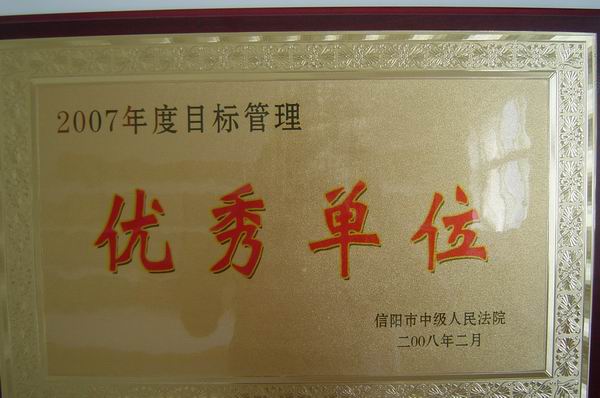 2007年度目标管理
优秀单位
信阳市中级人民法院
二00八年二月